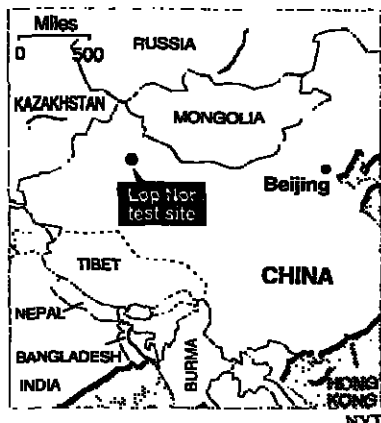 Miles
0 500
RUSSIA
KAZAKHSTAN
MONGOLIA
Lop Nor
test site
Beijing
TIBET
CHINA
NEPAL
BANGLADESH
INDIA
BURMA
HONG
KONG
NYT